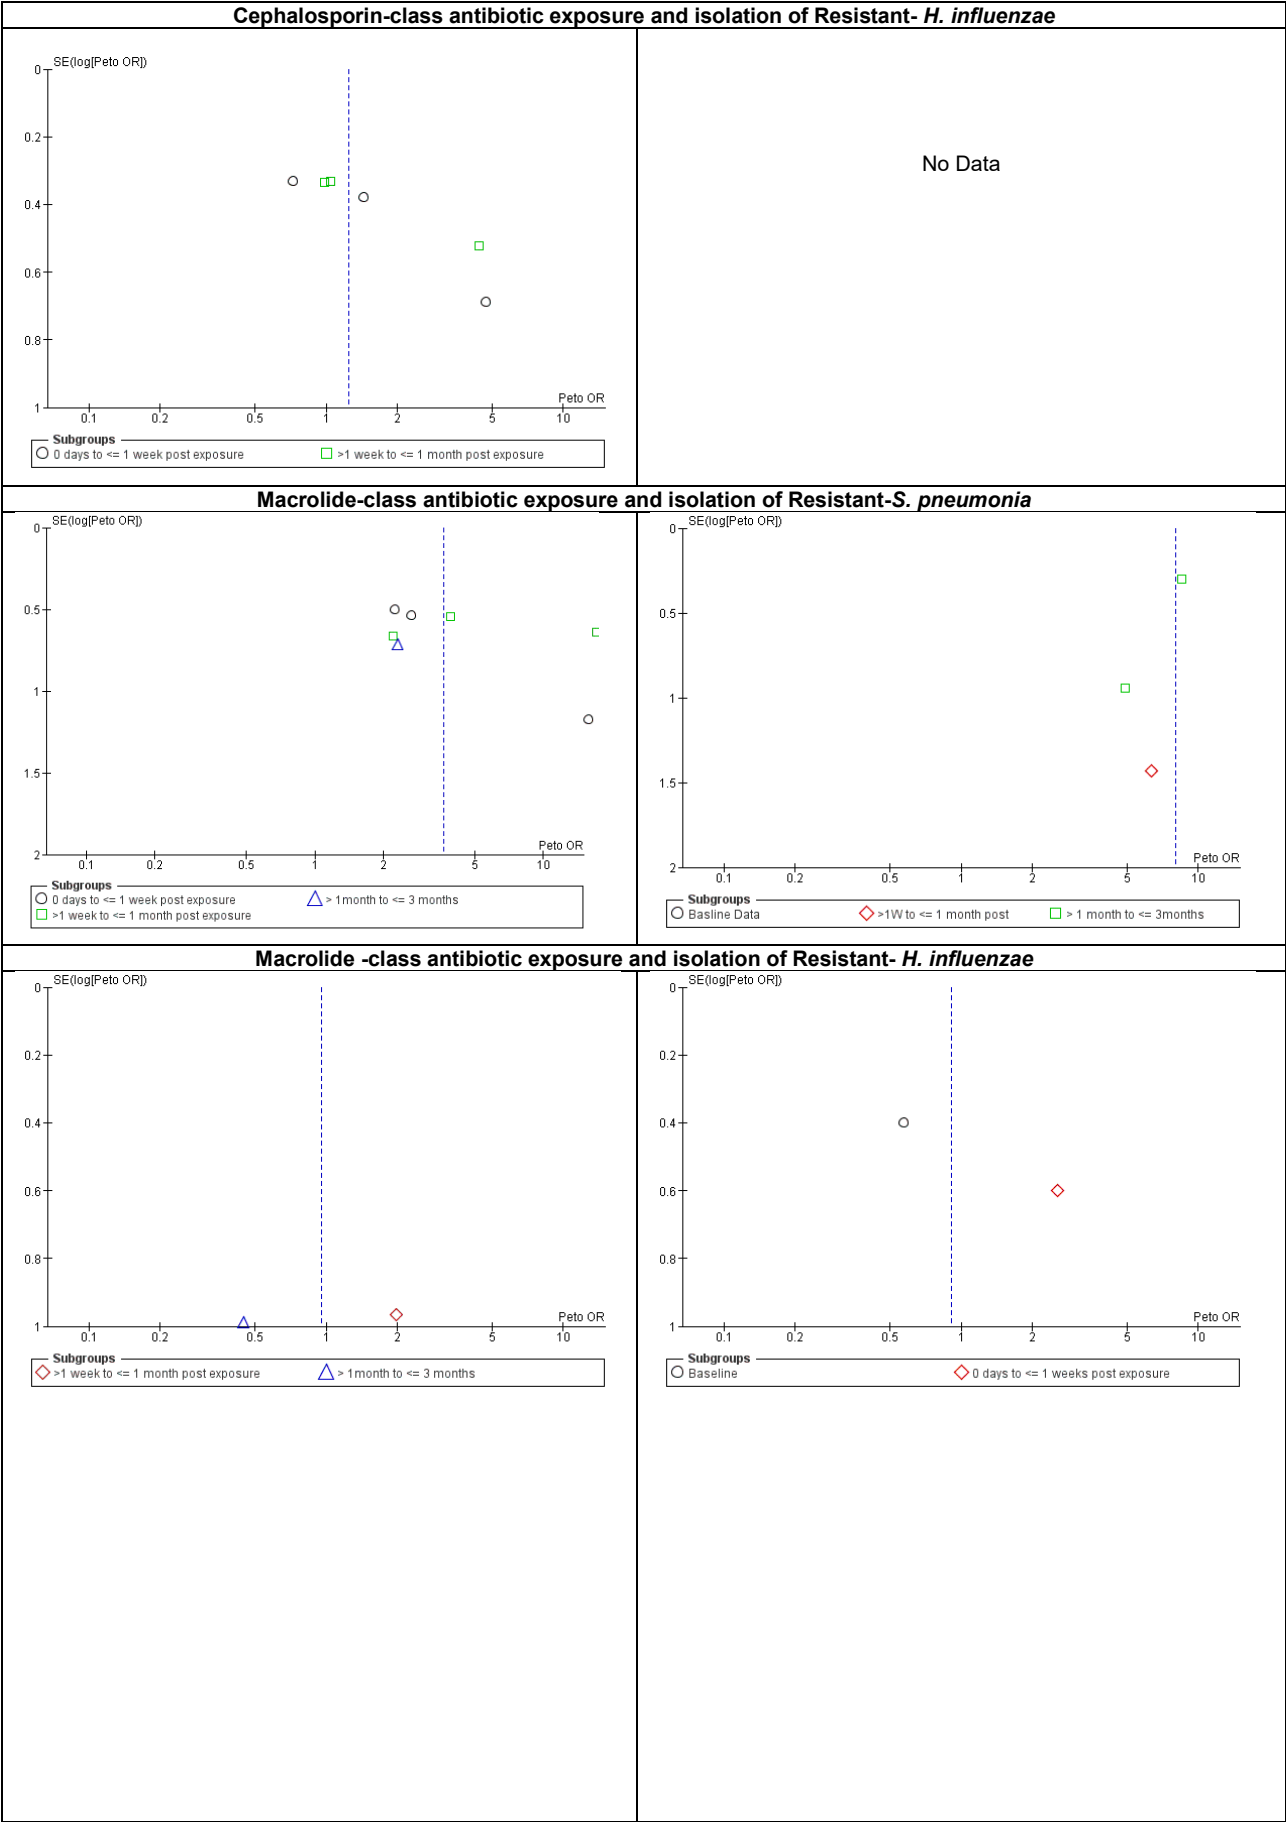 Cephalosporin-class antibiotic exposure and isolation of Resistant- H. influenzae
SE(log[Peto OR])
0
0.2
0.4
0.6
0.8
1
Peto OR
0.1 0.2 0.5 1 2 5 10
Subgroups
0 days to <= 1 week post exposure >1 week to <= 1 month post exposure
No Data
Macrolide-class antibiotic exposure and isolation of Resistant-S. pneumonia
SE(log[Peto OR])
0
0.5
1
1.5
2
Peto OR
0.1 0.2 0.5 1 2 5 10
Subgroups
0 days to <= 1 week post exposure > 1month to <= 3 months
>1 week to <= 1 month post exposure
SE(log[Peto OR])
0
0.5
1
1.5
2
Peto OR
0.1 0.2 0.5 1 2 5 10
Subgroups
Basline Data >1W to <= 1 month post > 1 month to <= 3months
Macrolide -class antibiotic exposure and isolation of Resistant- H. influenzae
SE(log[Peto OR])
0
0.2
0.4
0.6
0.8
1
Peto OR
0.1 0.2 0.5 1 2 5 10
Subgroups
>1 week to <= 1 month post exposure > 1month to <= 3 months
SE(log[Peto OR])
0
0.2
0.4
0.6
0.8
1
Peto OR
0.1 0.2 0.5 1 2 5 10
Subgroups
Baseline 0 days to <= 1 weeks post exposure